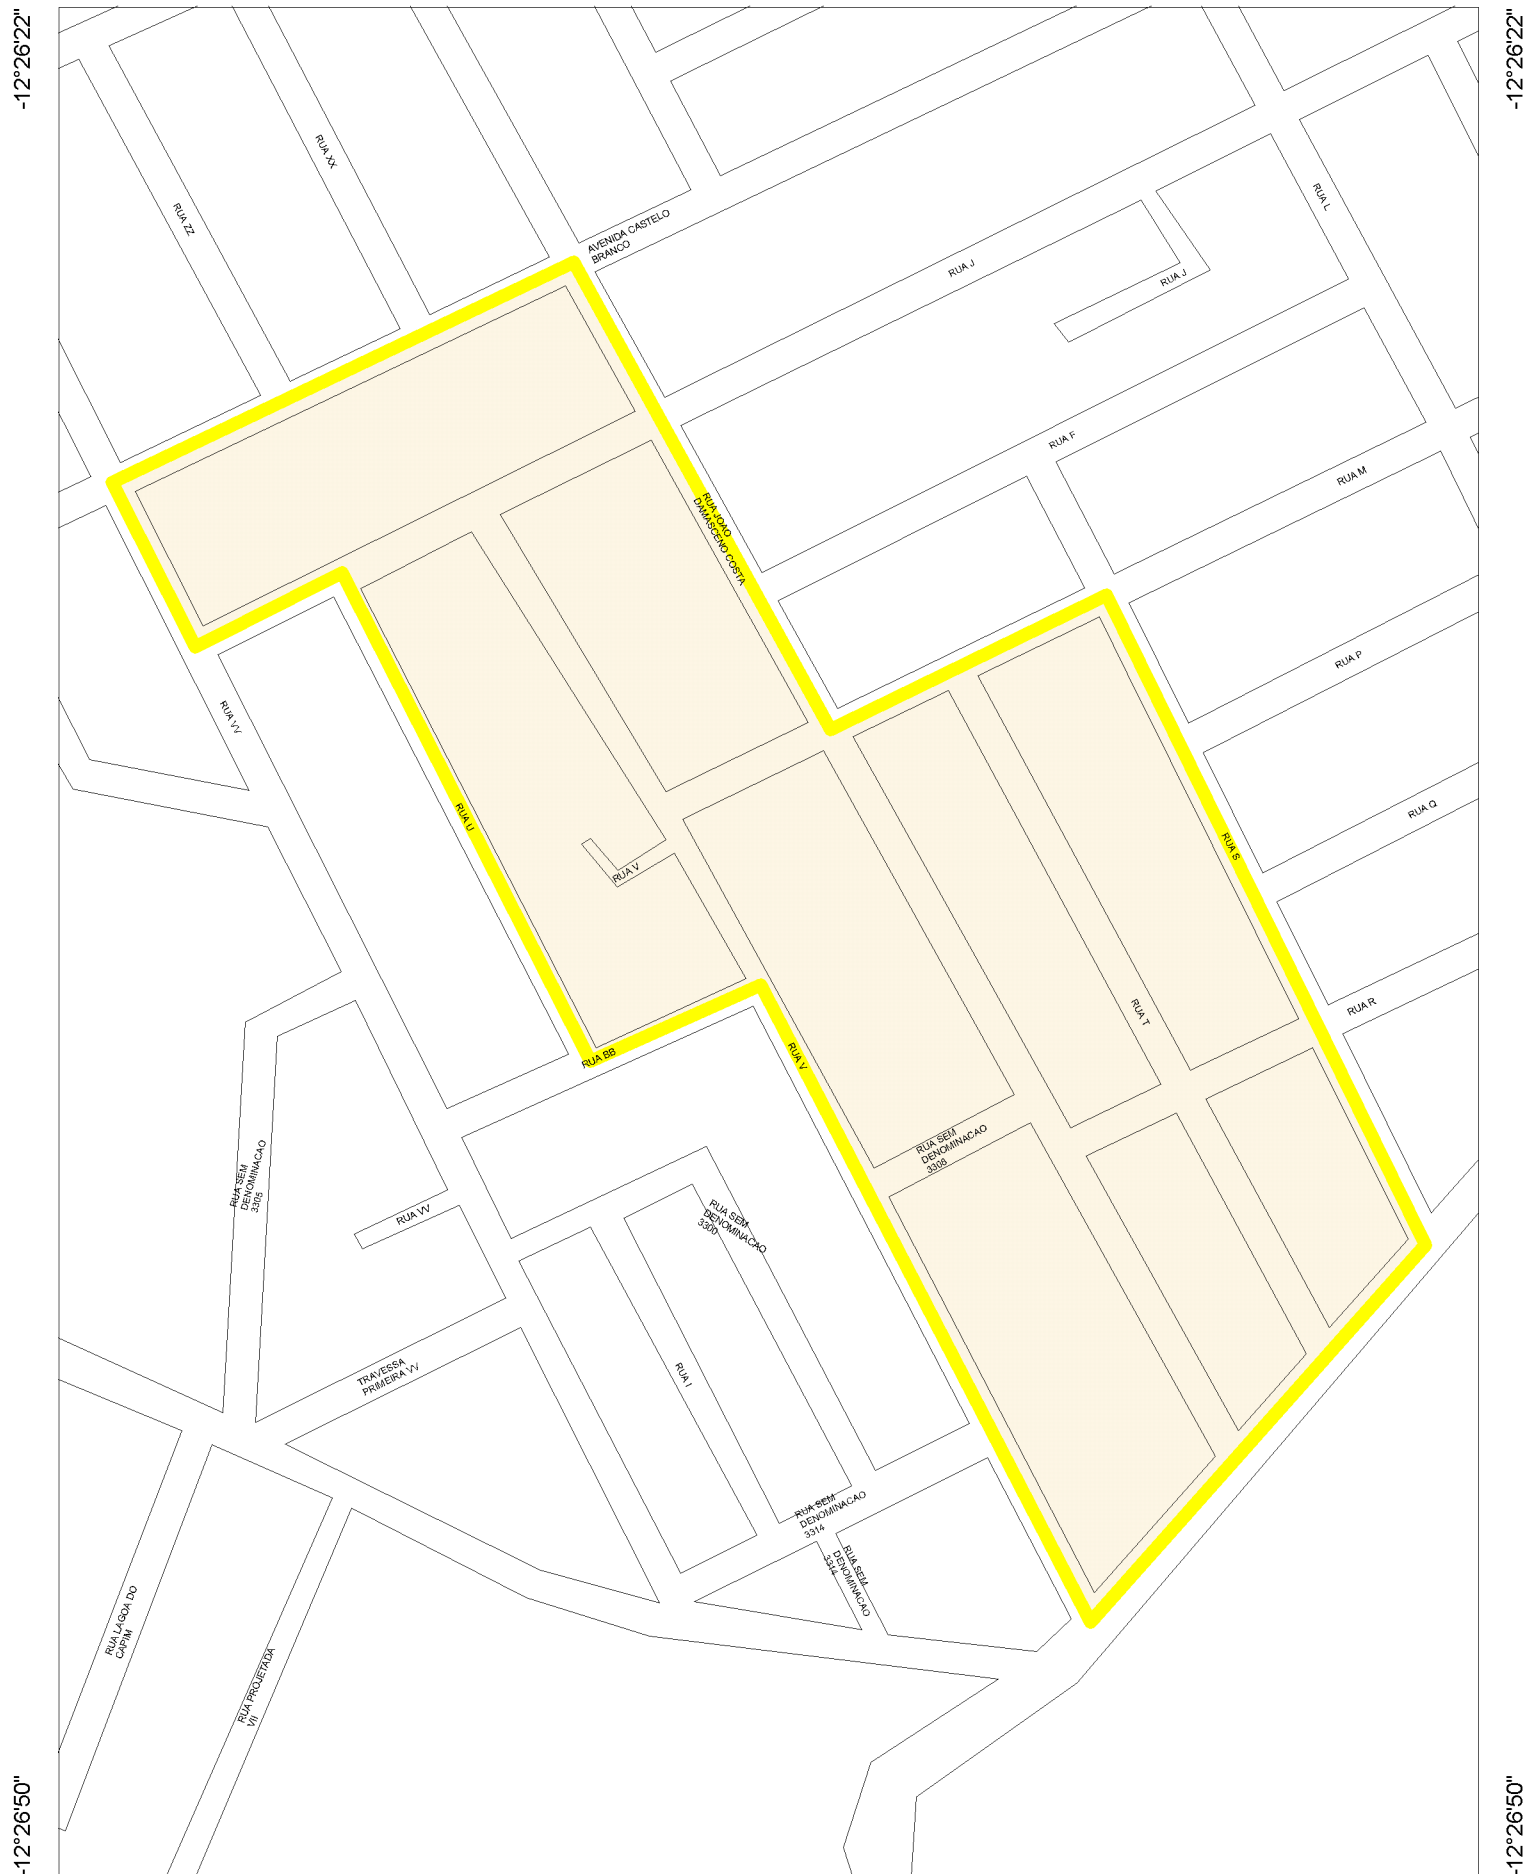 -12°26'22"
-12°26'22"
RUA XX
RUA ZZ
RUA L
AVENIDA CASTELO
BRANCO
RUA J
RUA J
RUA F
RUA M
RUA JOAO
DAMASCENO COSTA
RUA P
RUA VV
RUA U
RUA V
RUA S
RUA Q
RUA T
RUA R
RUA BB
RUA V
RUA SEM
DENOMINACAO
3308
RUA SEM
DENOMINACAO
3305
RUA VV
RUA SEM
DENOMINACAO
3300
TRAVESSA
PRIMEIRA VV
RUA I
RUA SEM
DENOMINACAO
3314
RUA SEM
DENOMINACAO
3314
RUA LAGOA DO
CAPIM
RUA PROJETADA
VII
-12°26'50"
-12°26'50"